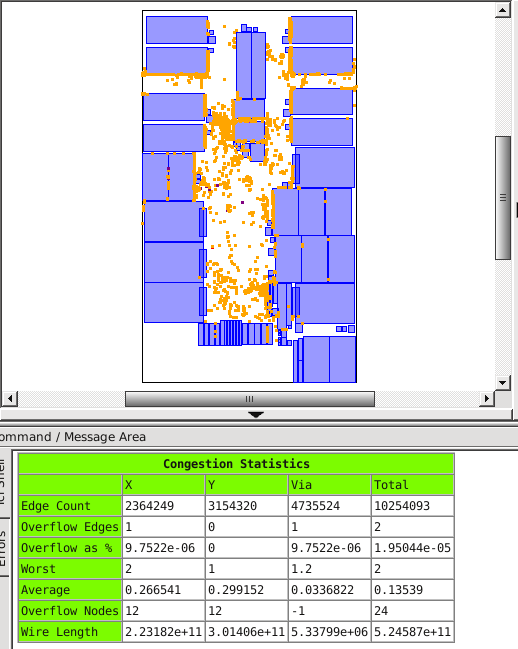 ommand / Message Area
Errors
Congestion Statistics
X Y Via Total
Edge Count 2364249 3154320 4735524 10254093
Overflow Edges 1 0 1 2
Overflow as % 9.7522e-06 0 9.7522e-06 1.95044e-05
Worst 2 1 1.2 2
Average 0.266541 0.299152 0.0336822 0.13539
Overflow Nodes 12 12 -1 24
Wire Length 2.23182e+11 3.01406e+11 5.33799e+06 5.24587e+11